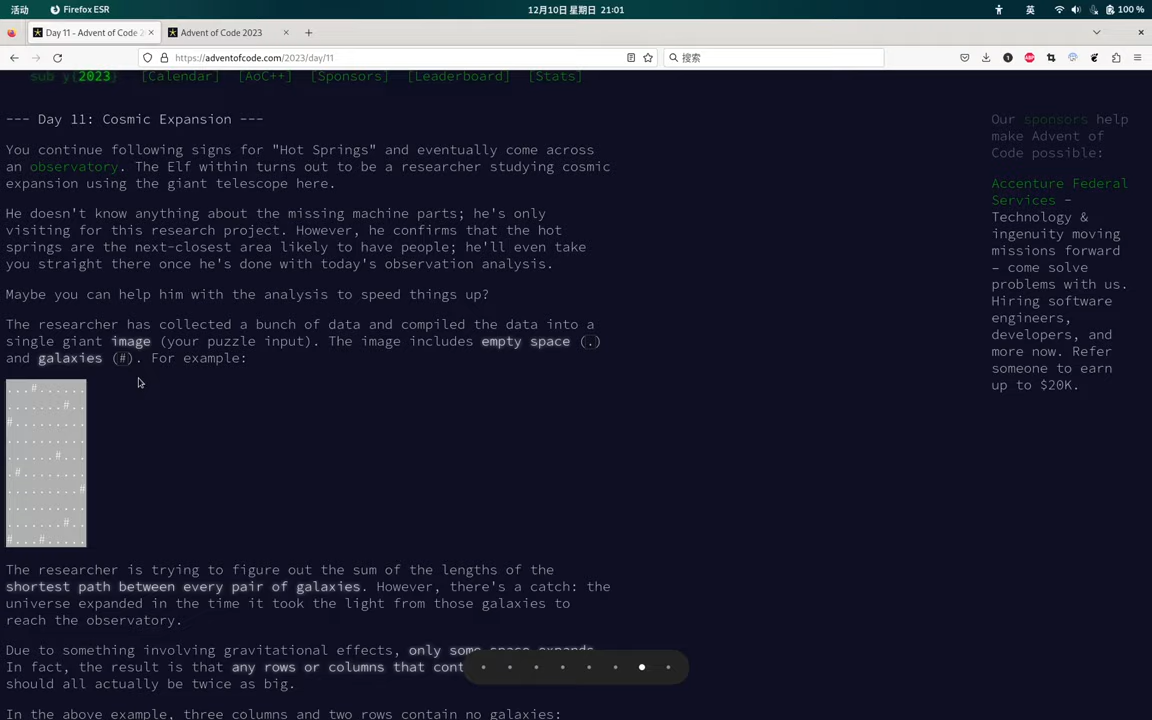 活动
Firefox ESR
12月10日 星期日 21:01
英
100 %
Day 11 - Advent of Code 2
Advent of Code 2023
https://adventofcode.com/2023/day/11
搜索
sub y{2023}
[Calendar]
[AoC++]
[Sponsors]
[Leaderboard]
[Stats]
--- Day 11: Cosmic Expansion ---
You continue following signs for "Hot Springs" and eventually come across
an observatory. The Elf within turns out to be a researcher studying cosmic
expansion using the giant telescope here.
He doesn't know anything about the missing machine parts; he's only
visiting for this research project. However, he confirms that the hot
springs are the next-closest area likely to have people; he'll even take
you straight there once he's done with today's observation analysis.
Maybe you can help him with the analysis to speed things up?
The researcher has collected a bunch of data and compiled the data into a
single giant image (your puzzle input). The image includes empty space (.)
and galaxies (#). For example:
...#......
.......#..
#.........
..........
......#...
.#........
.........#
..........
.......#..
#...#.....
The researcher is trying to figure out the sum of the lengths of the
shortest path between every pair of galaxies. However, there's a catch: the
universe expanded in the time it took the light from those galaxies to
reach the observatory.
Due to something involving gravitational effects, only some space expands.
In fact, the result is that any rows or columns that cont
should all actually be twice as big.
In the above example, three columns and two rows contain no galaxies:
Our sponsors help
make Advent of
Code possible:
Accenture Federal
Services -
Technology &
ingenuity moving
missions forward
– come solve
problems with us.
Hiring software
engineers,
developers, and
more now. Refer
someone to earn
up to $20K.